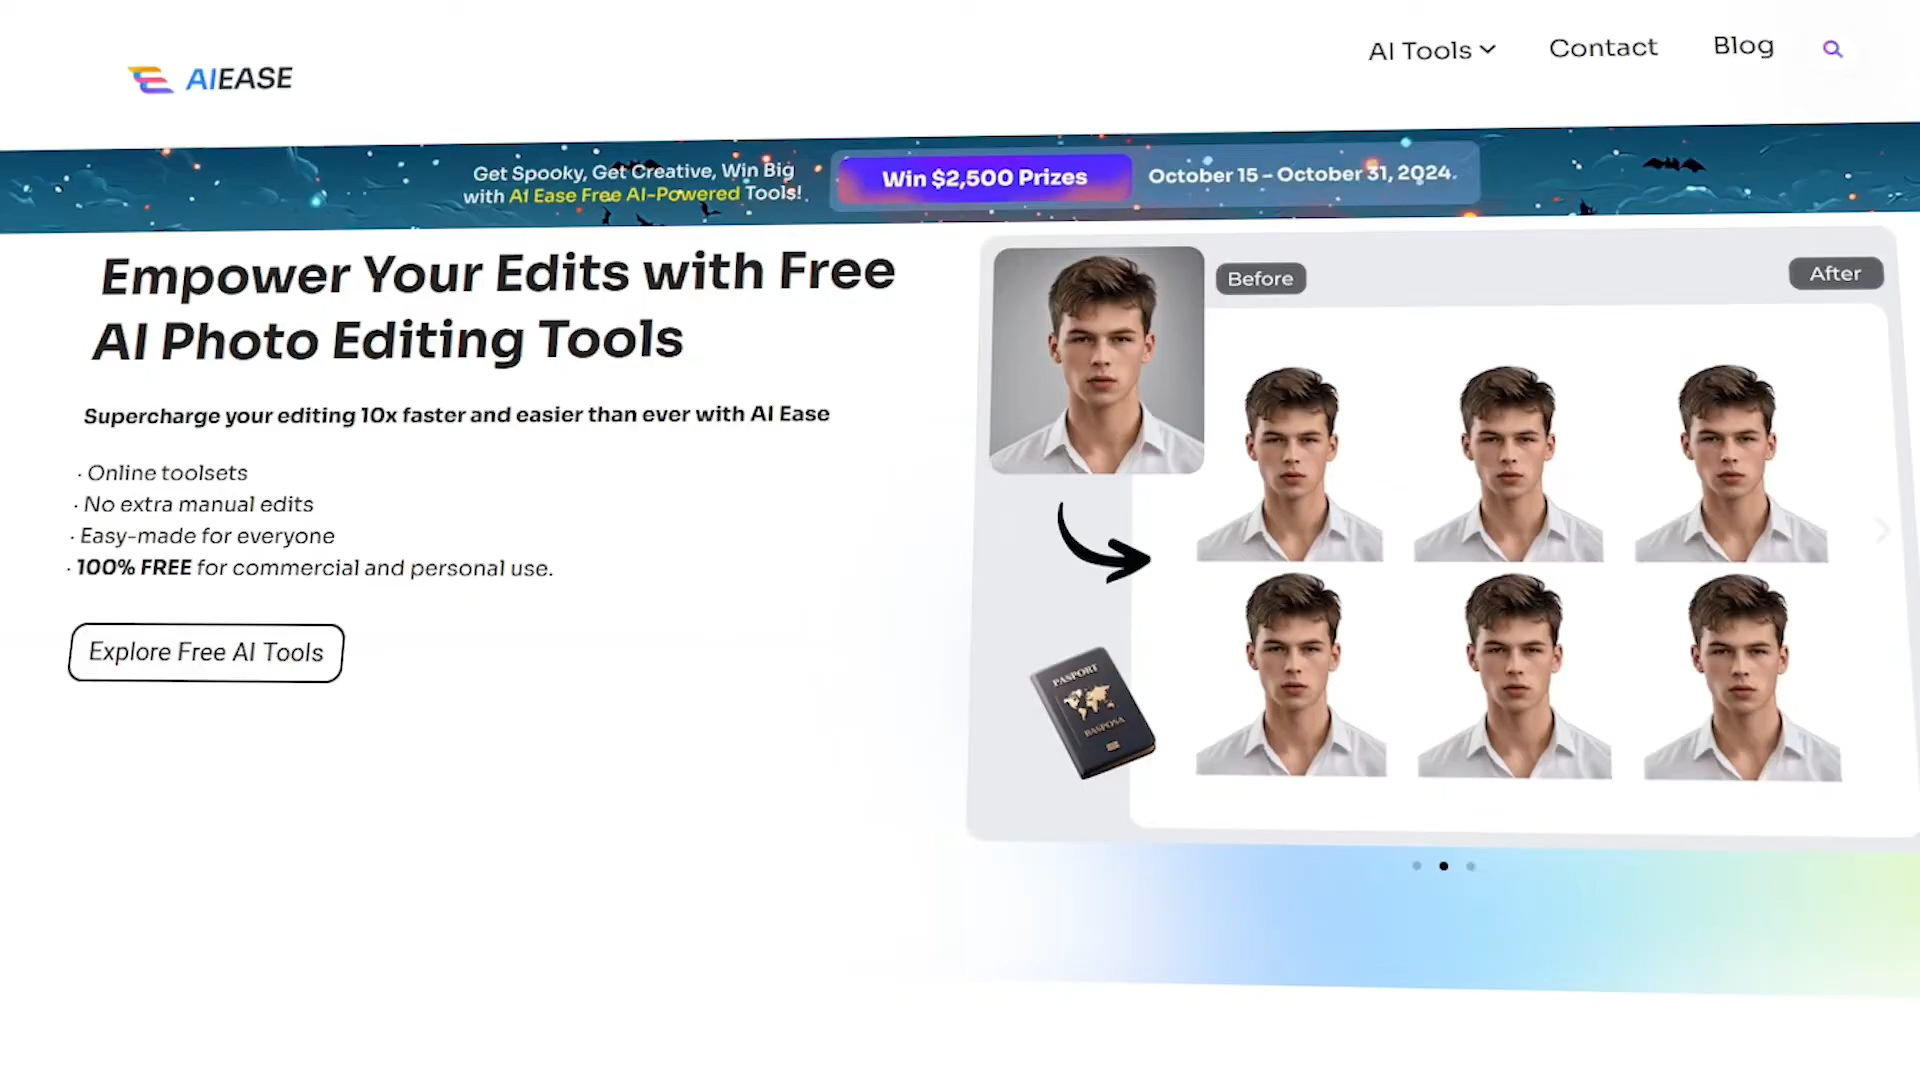 AIEASE
AI Tools
Contact
Blog
Get Spooky, Get Creative, Win Big
with AI Ease Free AI-Powered Tools!
Win $2,500 Prizes
October 15 – October 31, 2024.
Empower Your Edits with Free
AI Photo Editing Tools
Supercharge your editing 10x faster and easier than ever with AI Ease
· Online toolsets
· No extra manual edits
· Easy-made for everyone
· 100% FREE for commercial and personal use.
Explore Free AI Tools
Before
After
PASPORT